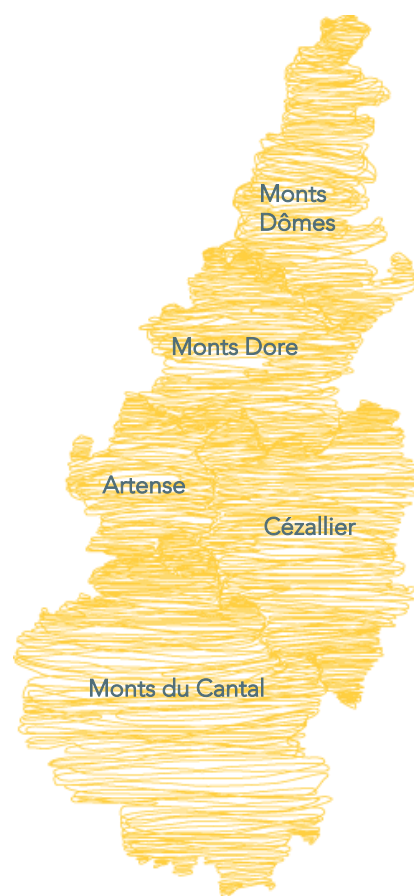 Monts
Dômes
Monts Dore
Artense
Cézallier
Monts du Cantal